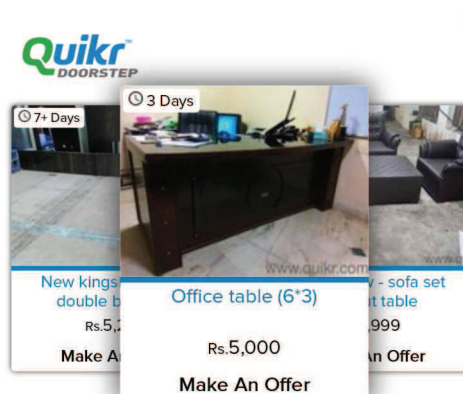 Quikr™
DOORSTEP
7+ Days
3 Days
www.quikr.com
New kings
double b
Rs.5,2
Make A
Office table (6*3)
Rs.5,000
Make An Offer
- sofa set
table
,999
An Offer